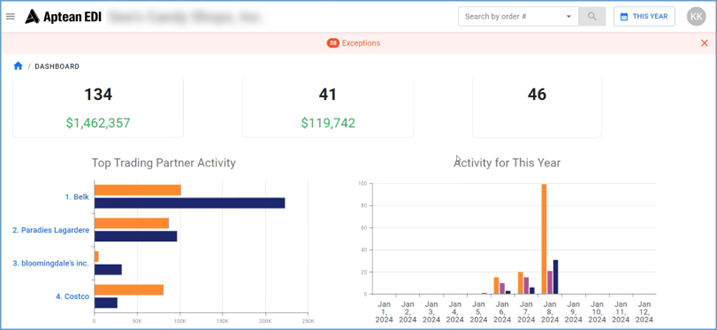 Aptean EDI
Search by order #
THIS YEAR
KK
58 Exceptions
/ DASHBOARD
134
$1,462,357
41
$119,742
46
Top Trading Partner Activity
1. Belk
2. Paradies Lagardere
3. bloomingdale's inc.
4. Costco
0K 50K 100K 150K 200K 250K
Activity for This Year
100
80
60
40
20
0
Jan 1, 2024
Jan 2, 2024
Jan 3, 2024
Jan 4, 2024
Jan 5, 2024
Jan 6, 2024
Jan 7, 2024
Jan 8, 2024
Jan 9, 2024
Jan 10, 2024
Jan 11, 2024
Jan 12, 2024